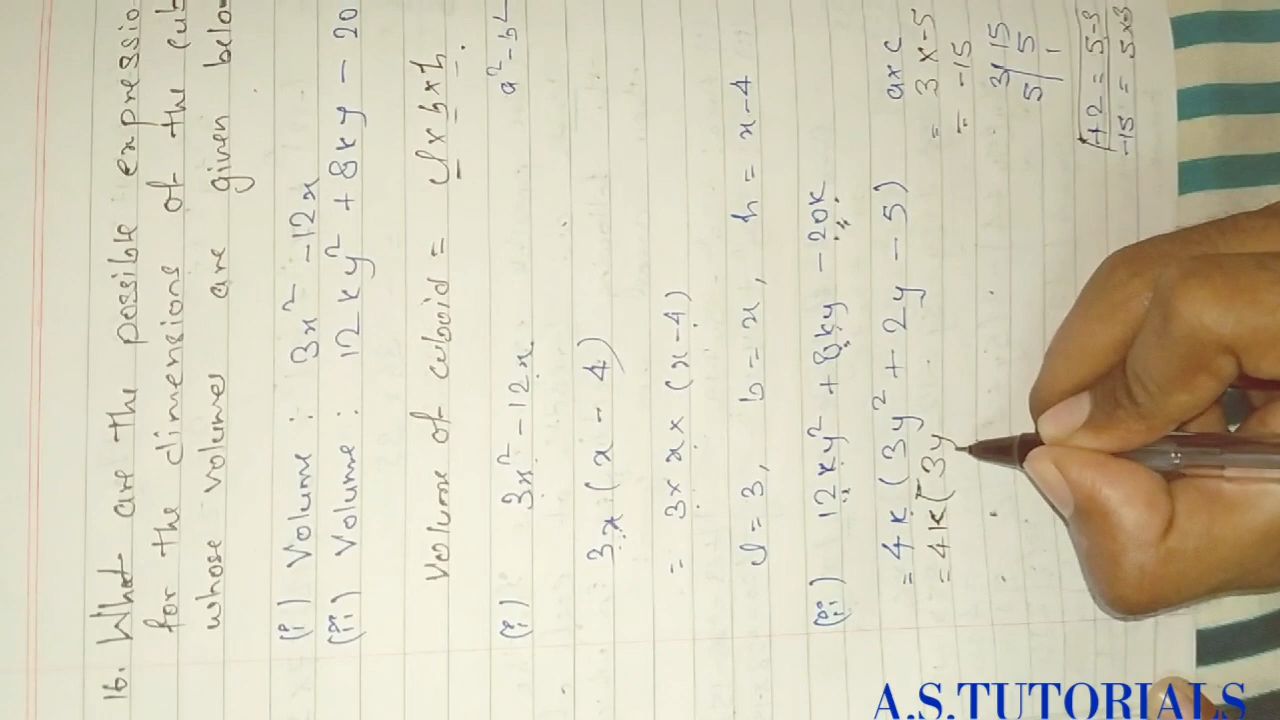 16. What are the possible expressio
for the dimensions of the cub
whose volumes are given belo
(i) Volume : 3x² - 12x
(ii) Volume : 12ky² + 8ky - 20
Volume of cuboid = l × b × h.
(i) 3x² - 12x a² - b²
3x(x - 4)
= 3 × x × (x - 4)
l = 3, b = x, h = x - 4
(ii) 12ky² + 8ky - 20k
= 4k(3y² + 2y - 5)
= 4k[3y
a×c
= 3 × -5
= -15
3/15
5/5
1
+2 = 5-3
-15 = 5×-3
A.S.TUTORIALS